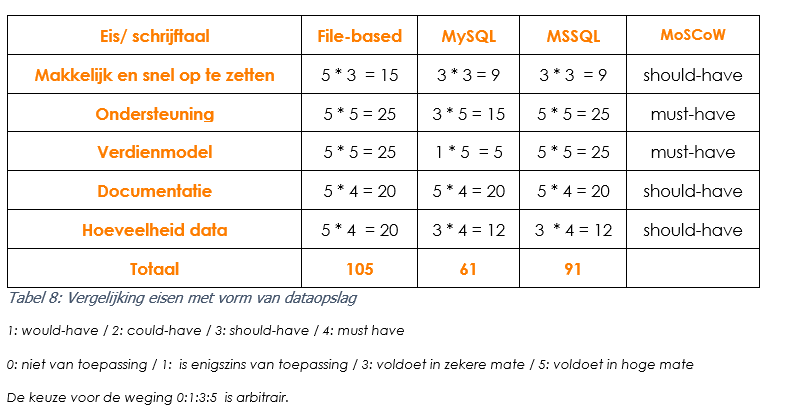 Eis/ schrijftaal File-based MySQL MSSQL MoSCoW
Makkelijk en snel op te zetten 5 * 3 = 15 3 * 3 = 9 3 * 3 = 9 should-have
Ondersteuning 5 * 5 = 25 3 * 5 = 15 5 * 5 = 25 must-have
Verdienmodel 5 * 5 = 25 1 * 5 = 5 5 * 5 = 25 must-have
Documentatie 5 * 4 = 20 5 * 4 = 20 5 * 4 = 20 should-have
Hoeveelheid data 5 * 4 = 20 3 * 4 = 12 3 * 4 = 12 should-have
Totaal 105 61 91
Tabel 8: Vergelijking eisen met vorm van dataopslag
1: would-have / 2: could-have / 3: should-have / 4: must have
0: niet van toepassing / 1: is enigszins van toepassing / 3: voldoet in zekere mate / 5: voldoet in hoge mate
De keuze voor de weging 0:1:3:5 is arbitrair.